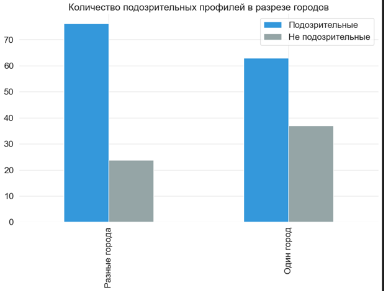 Количество подозрительных профилей в разрезе городов
Подозрительные
Не подозрительные
70
60
50
40
30
20
10
0
Разные города
Один город